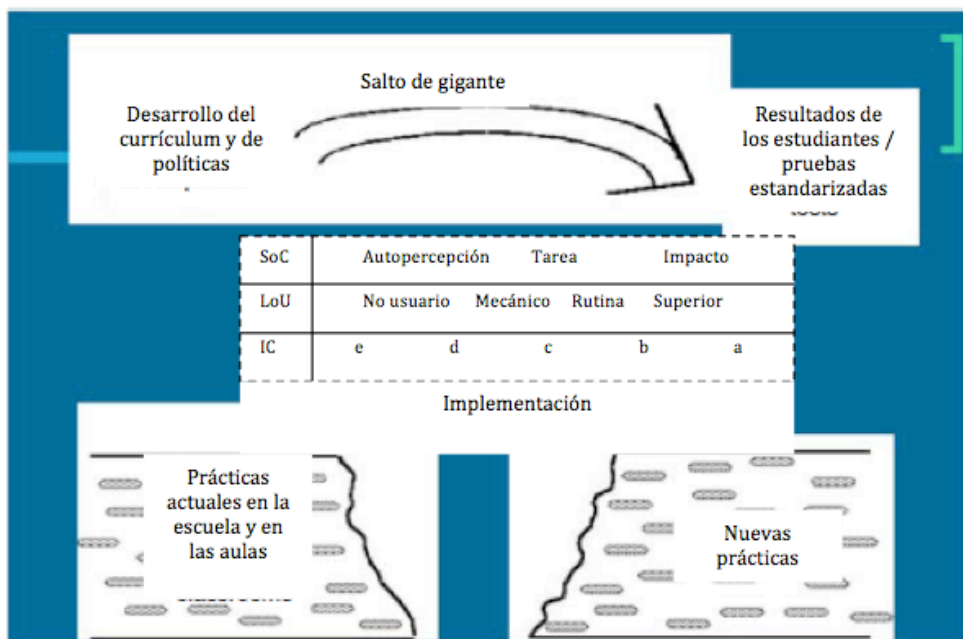 Salto de gigante
Desarrollo del
currículum y de
políticas
Resultados de
los estudiantes /
pruebas
estandarizadas
SoC Autopercepción Tarea Impacto
LoU No usuario Mecánico Rutina Superior
IC e d c b a
Implementación
Prácticas
actuales en la
escuela y en
las aulas
Nuevas
prácticas